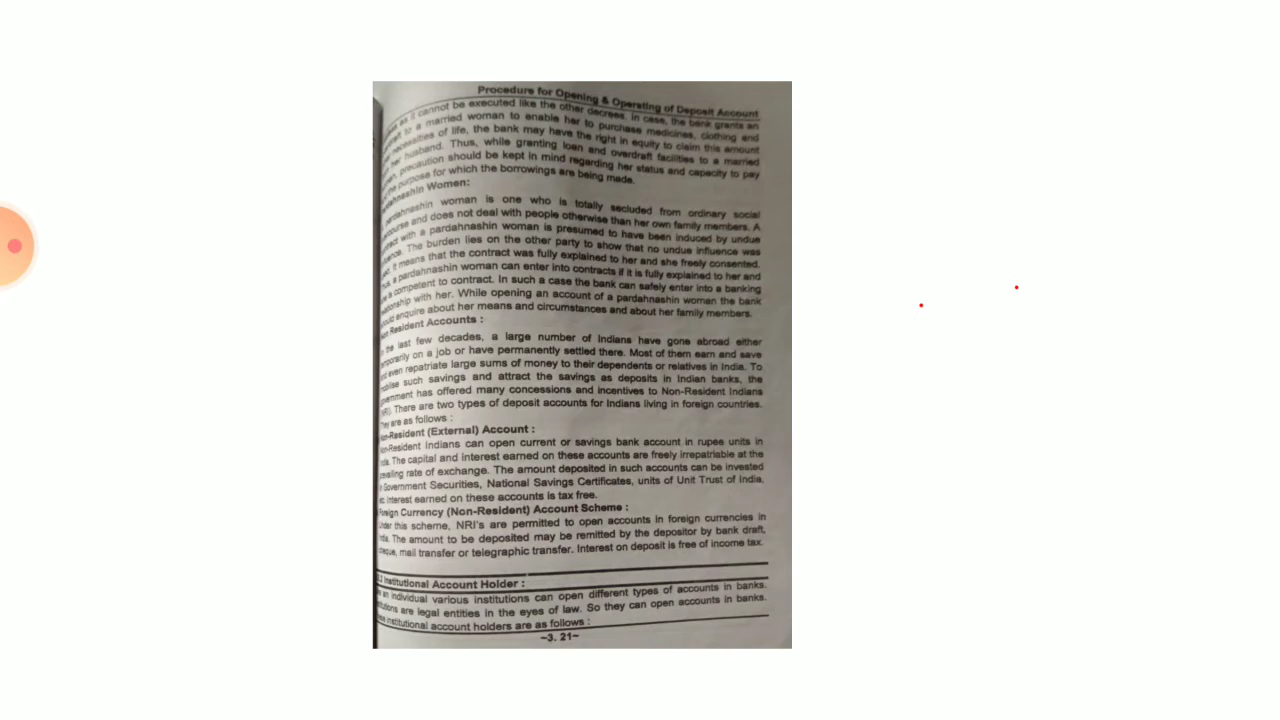 Procedure for Opening & Operating of Deposit Account
as it cannot be executed like the other decrees. In case, the bank grants an
to a married woman to enable her to purchase medicines, clothing and
necessities of life, the bank may have the right in equity to claim this amount
her husband. Thus, while granting loan and overdraft facilities to a married
precaution should be kept in mind regarding her status and capacity to pay
the purpose for which the borrowings are being made.
Women:
pardahnashin woman is one who is totally secluded from ordinary social
and does not deal with people otherwise than her own family members. A
with a pardahnashin woman is presumed to have been induced by undue
The burden lies on the other party to show that no undue influence was
It means that the contract was fully explained to her and she freely consented.
a pardahnashin woman can enter into contracts if it is fully explained to her and
is competent to contract. In such a case the bank can safely enter into a banking
with her. While opening an account of a pardahnashin woman the bank
enquire about her means and circumstances and about her family members.
Resident Accounts :
the last few decades, a large number of Indians have gone abroad either
on a job or have permanently settled there. Most of them earn and save
even repatriate large sums of money to their dependents or relatives in India. To
such savings and attract the savings as deposits in Indian banks, the
has offered many concessions and incentives to Non-Resident Indians
(NRI). There are two types of deposit accounts for Indians living in foreign countries.
They are as follows :
Non-Resident (External) Account :
Non-Resident Indians can open current or savings bank account in rupee units in
The capital and interest earned on these accounts are freely irrepatriable at the
rate of exchange. The amount deposited in such accounts can be invested
Government Securities, National Savings Certificates, units of Unit Trust of India,
etc. Interest earned on these accounts is tax free.
Foreign Currency (Non-Resident) Account Scheme :
Under this scheme, NRI's are permitted to open accounts in foreign currencies in
The amount to be deposited may be remitted by the depositor by bank draft,
mail transfer or telegraphic transfer. Interest on deposit is free of income tax.
Institutional Account Holder :
an individual various institutions can open different types of accounts in banks.
are legal entities in the eyes of law. So they can open accounts in banks.
institutional account holders are as follows :
~3. 21~